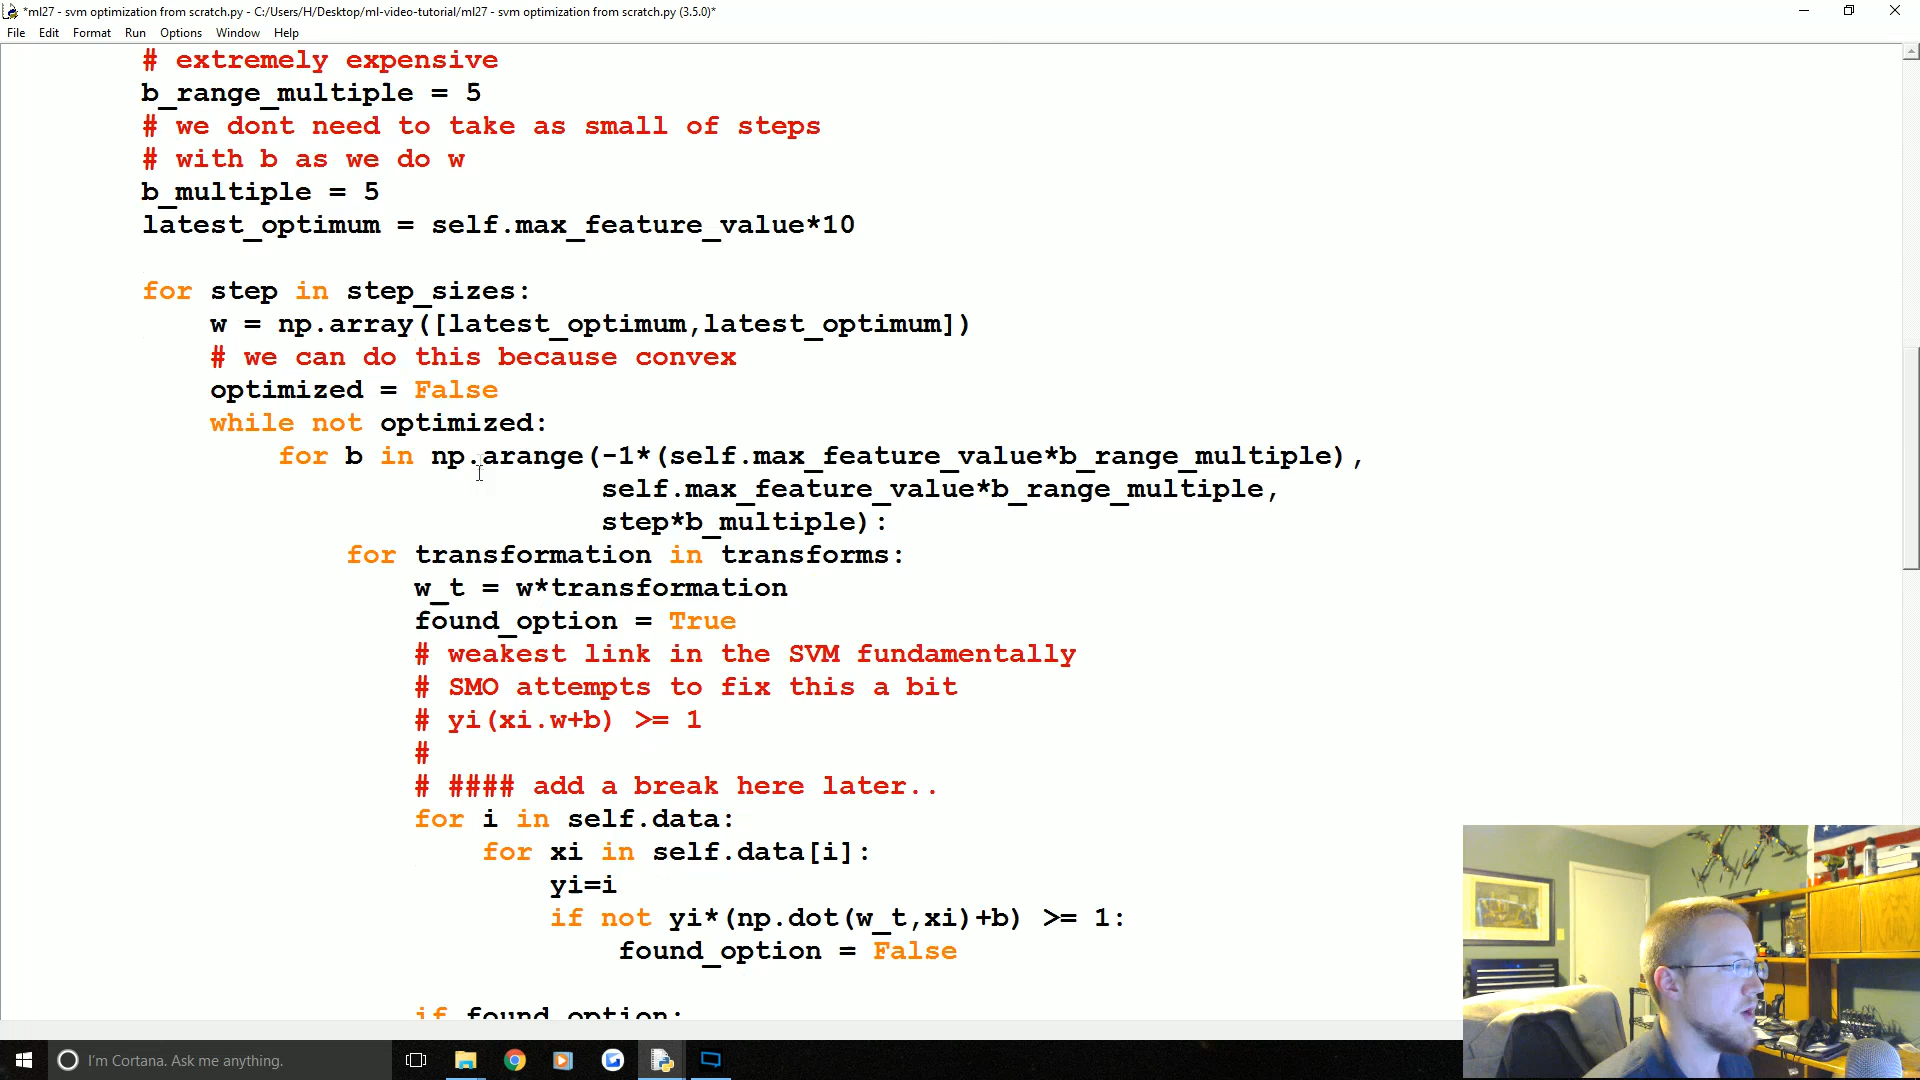 *ml27 - svm optimization from scratch.py - C:/Users/H/Desktop/ml-video-tutorial/ml27 - svm optimization from scratch.py (3.5.0)*
File Edit Format Run Options Window Help
# extremely expensive
b_range_multiple = 5
# we dont need to take as small of steps
# with b as we do w
b_multiple = 5
latest_optimum = self.max_feature_value*10
for step in step_sizes:
w = np.array([latest_optimum,latest_optimum])
# we can do this because convex
optimized = False
while not optimized:
for b in np.arange(-1*(self.max_feature_value*b_range_multiple),
self.max_feature_value*b_range_multiple,
step*b_multiple):
for transformation in transforms:
w_t = w*transformation
found_option = True
# weakest link in the SVM fundamentally
# SMO attempts to fix this a bit
# yi(xi.w+b) >= 1
#
# #### add a break here later..
for i in self.data:
for xi in self.data[i]:
yi=i
if not yi*(np.dot(w_t,xi)+b) >= 1:
found_option = False
if found_option:
I'm Cortana. Ask me anything.